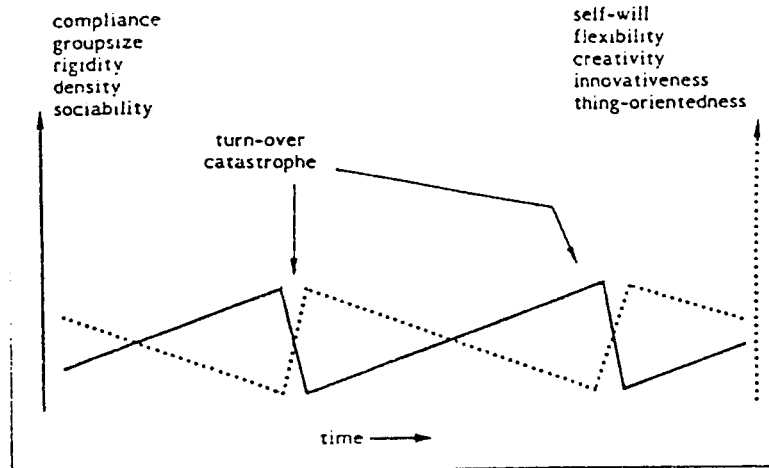 compliance
groupsize
rigidity
density
sociability
self-will
flexibility
creativity
innovativeness
thing-orientedness
turn-over
catastrophe
time